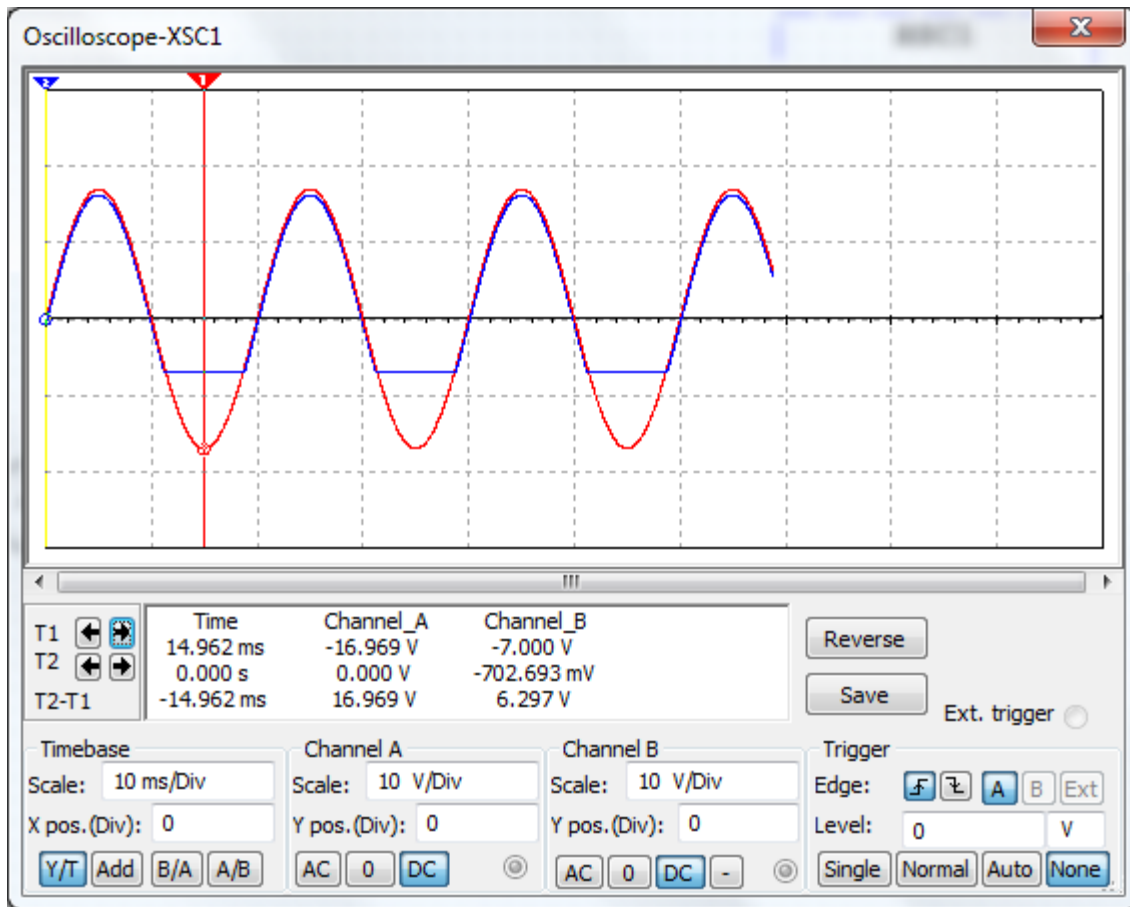 Oscilloscope-XSC1
x
2 1
Time Channel_A Channel_B
T1 14.962 ms -16.969 V -7.000 V
T2 0.000 s 0.000 V -702.693 mV
T2-T1 -14.962 ms 16.969 V 6.297 V
Reverse
Save
Ext. trigger
Timebase Channel A Channel B Trigger
Scale: 10 ms/Div Scale: 10 V/Div Scale: 10 V/Div Edge: A B Ext
X pos.(Div): 0 Y pos.(Div): 0 Y pos.(Div): 0 Level: 0 V
Y/T Add B/A A/B AC 0 DC AC 0 DC - Single Normal Auto None